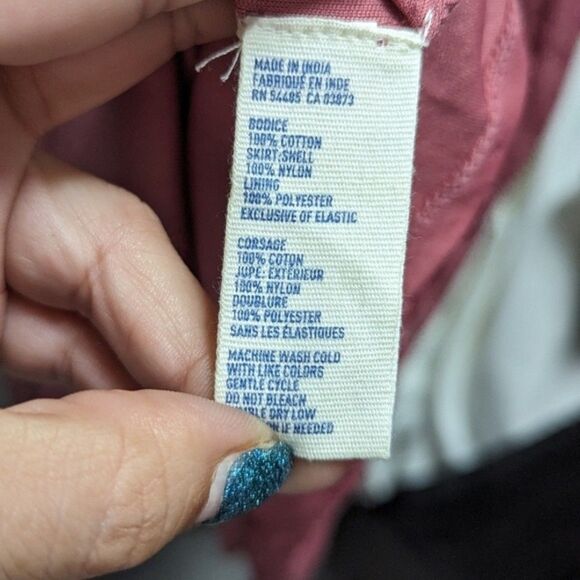 MADE IN INDIA
FABRIQUÉ EN INDE
RN 54485 CA 03873
BODICE
100% COTTON
SKIRT:SHELL
100% NYLON
LINING
100% POLYESTER
EXCLUSIVE OF ELASTIC
CORSAGE
100% COTON
JUPE: EXTÉRIEUR
100% NYLON
DOUBLURE
100% POLYESTER
SANS LES ÉLASTIQUES
MACHINE WASH COLD
WITH LIKE COLORS
GENTLE CYCLE
DO NOT BLEACH
DRY LOW
IF NEEDED